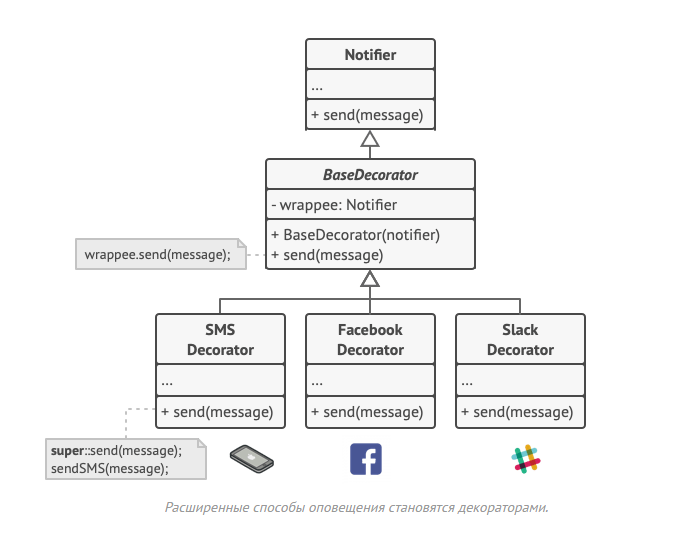 Notifier
...
+ send(message)
BaseDecorator
- wrappee: Notifier
+ BaseDecorator(notifier)
+ send(message)
wrappee.send(message);
SMS
Decorator
...
+ send(message)
Facebook
Decorator
...
+ send(message)
Slack
Decorator
...
+ send(message)
super::send(message);
sendSMS(message);
Расширенные способы оповещения становятся декораторами.